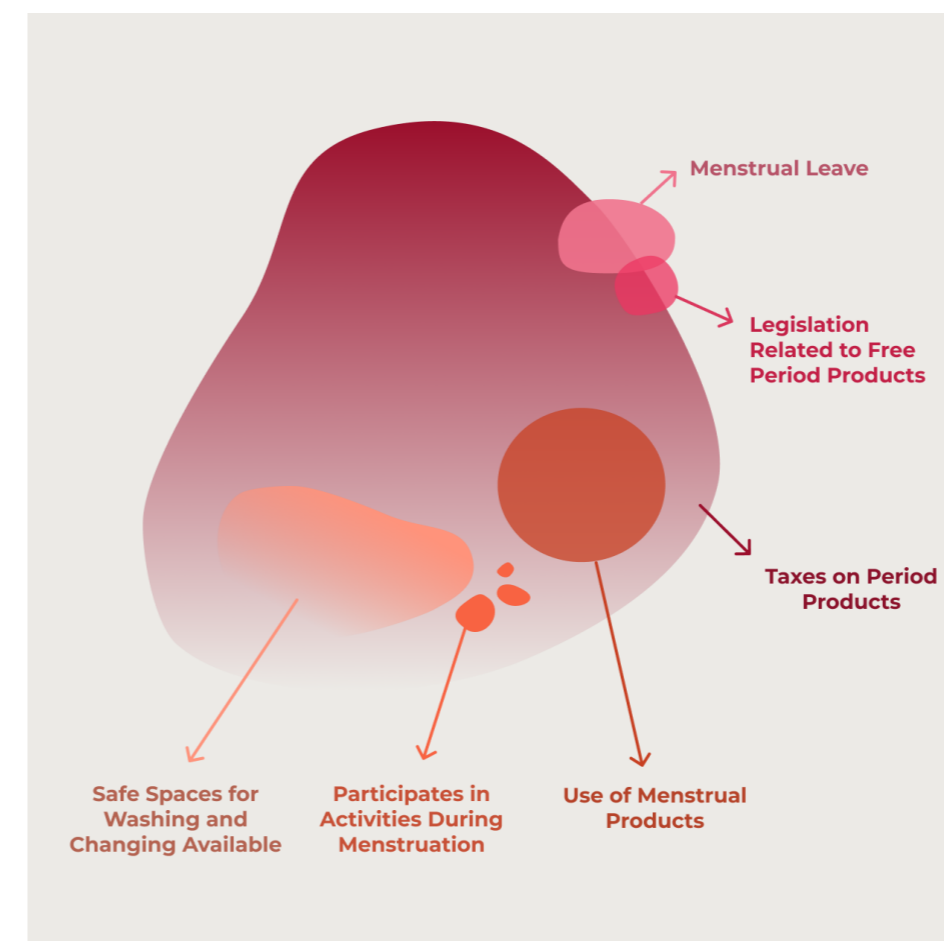 Menstrual Leave
Legislation
Related to Free
Period Products
Taxes on Period
Products
Safe Spaces for
Washing and
Changing Available
Participates in
Activities During
Menstruation
Use of Menstrual
Products